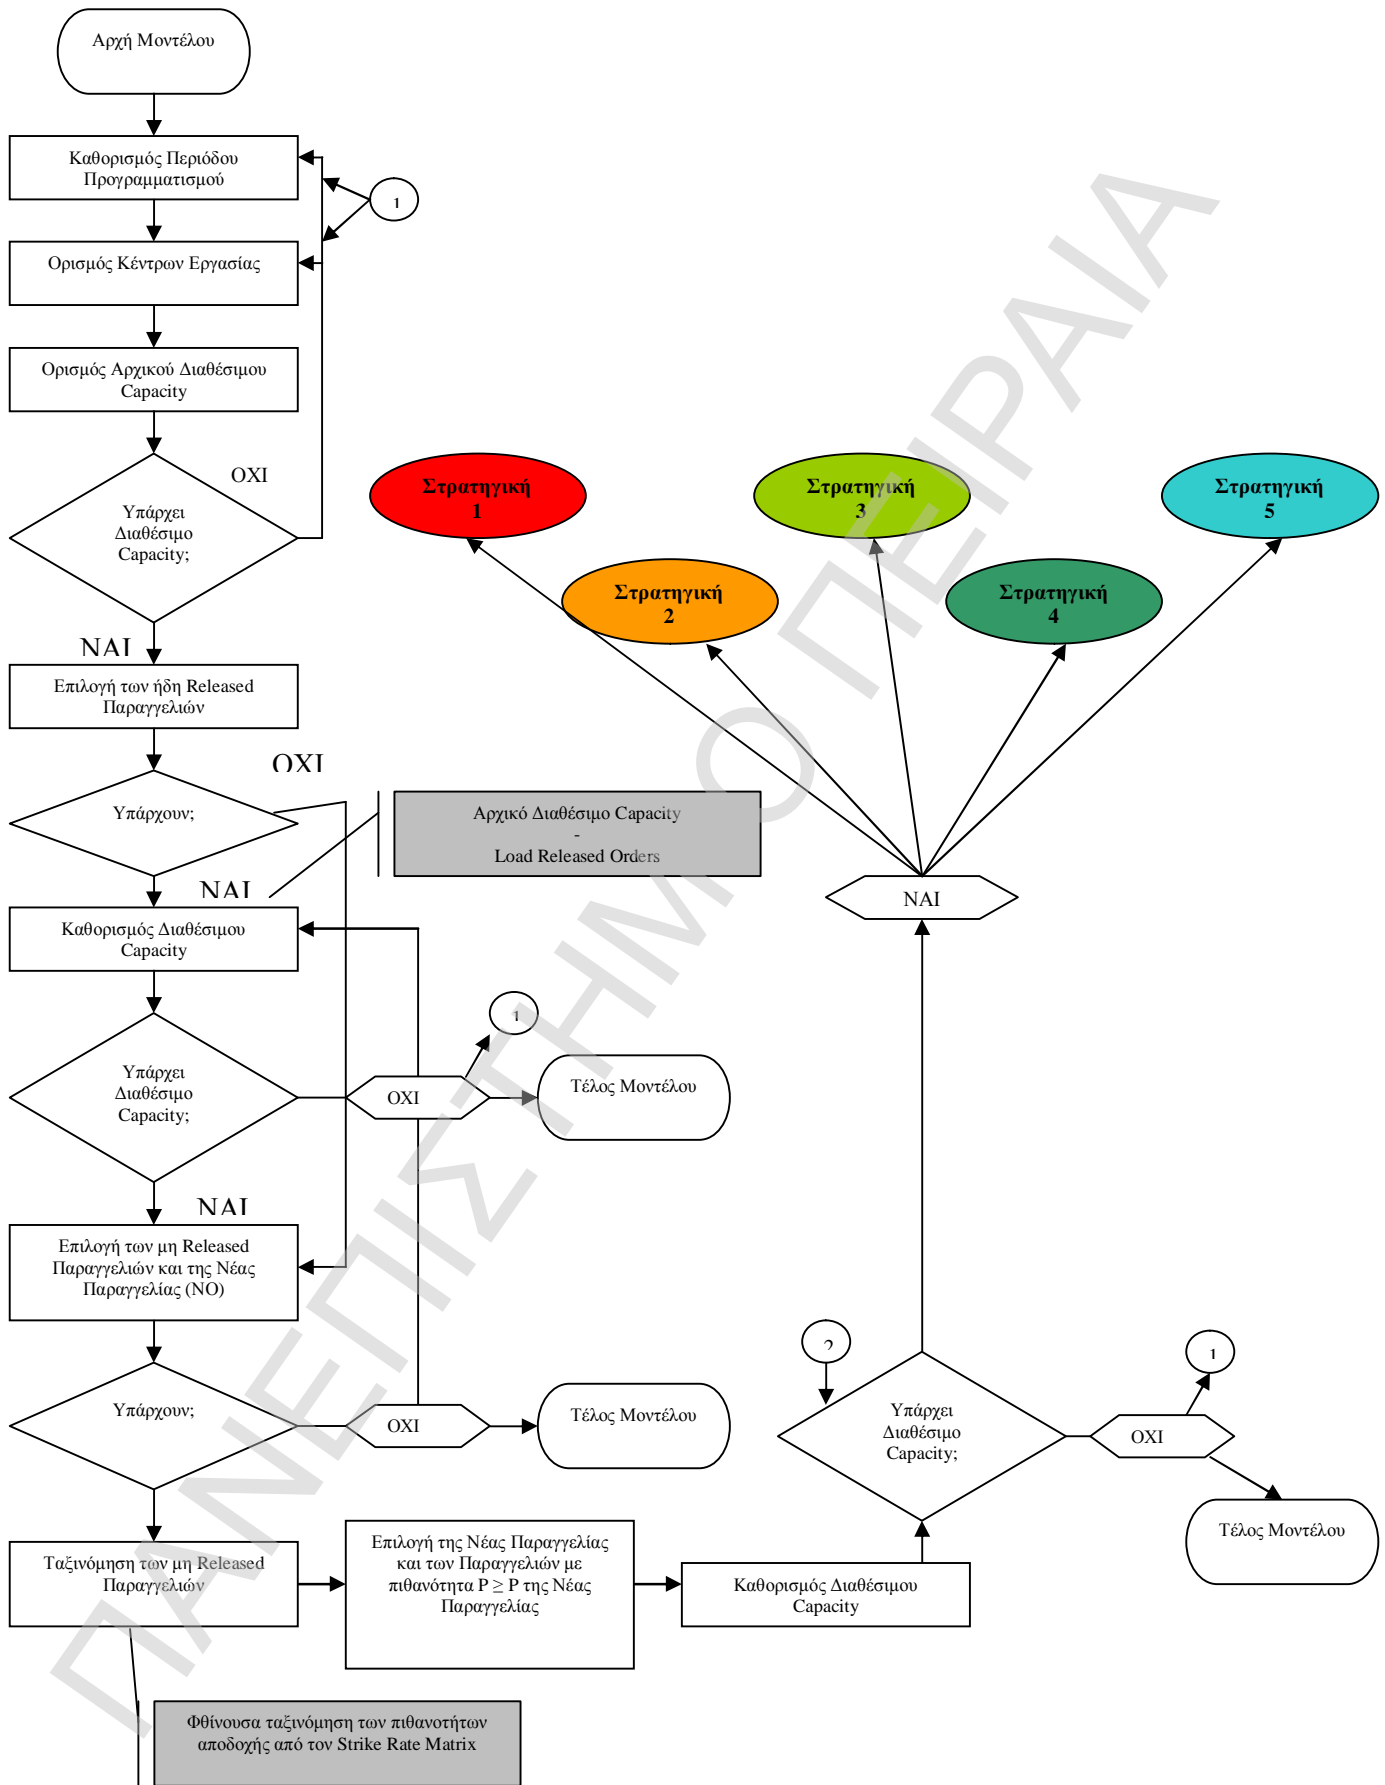 Αρχή Μοντέλου
Καθορισμός Περιόδου
Προγραμματισμού
1
Ορισμός Κέντρων Εργασίας
Ορισμός Αρχικού Διαθέσιμου
Capacity
ΟΧΙ
Υπάρχει
Διαθέσιμο
Capacity;
ΝΑΙ
Στρατηγική
1
Στρατηγική
2
Στρατηγική
3
Στρατηγική
4
Στρατηγική
5
Επιλογή των ήδη Released
Παραγγελιών
ΟΧΙ
Υπάρχουν;
Αρχικό Διαθέσιμο Capacity
-
Load Released Orders
ΝΑΙ
ΝΑΙ
Καθορισμός Διαθέσιμου
Capacity
1
Υπάρχει
Διαθέσιμο
Capacity;
ΟΧΙ
Τέλος Μοντέλου
ΝΑΙ
Επιλογή των μη Released
Παραγγελιών και της Νέας
Παραγγελίας (NO)
Υπάρχουν;
ΟΧΙ
Τέλος Μοντέλου
2
1
Υπάρχει
Διαθέσιμο
Capacity;
ΟΧΙ
Τέλος Μοντέλου
Ταξινόμηση των μη Released
Παραγγελιών
Επιλογή της Νέας Παραγγελίας
και των Παραγγελιών με
πιθανότητα P ≥ P της Νέας
Παραγγελίας
Καθορισμός Διαθέσιμου
Capacity
Φθίνουσα ταξινόμηση των πιθανοτήτων
αποδοχής από τον Strike Rate Matrix
ΠΑΝΕΠΙΣΤΗΜΙΟ ΠΕΙΡΑΙΑ